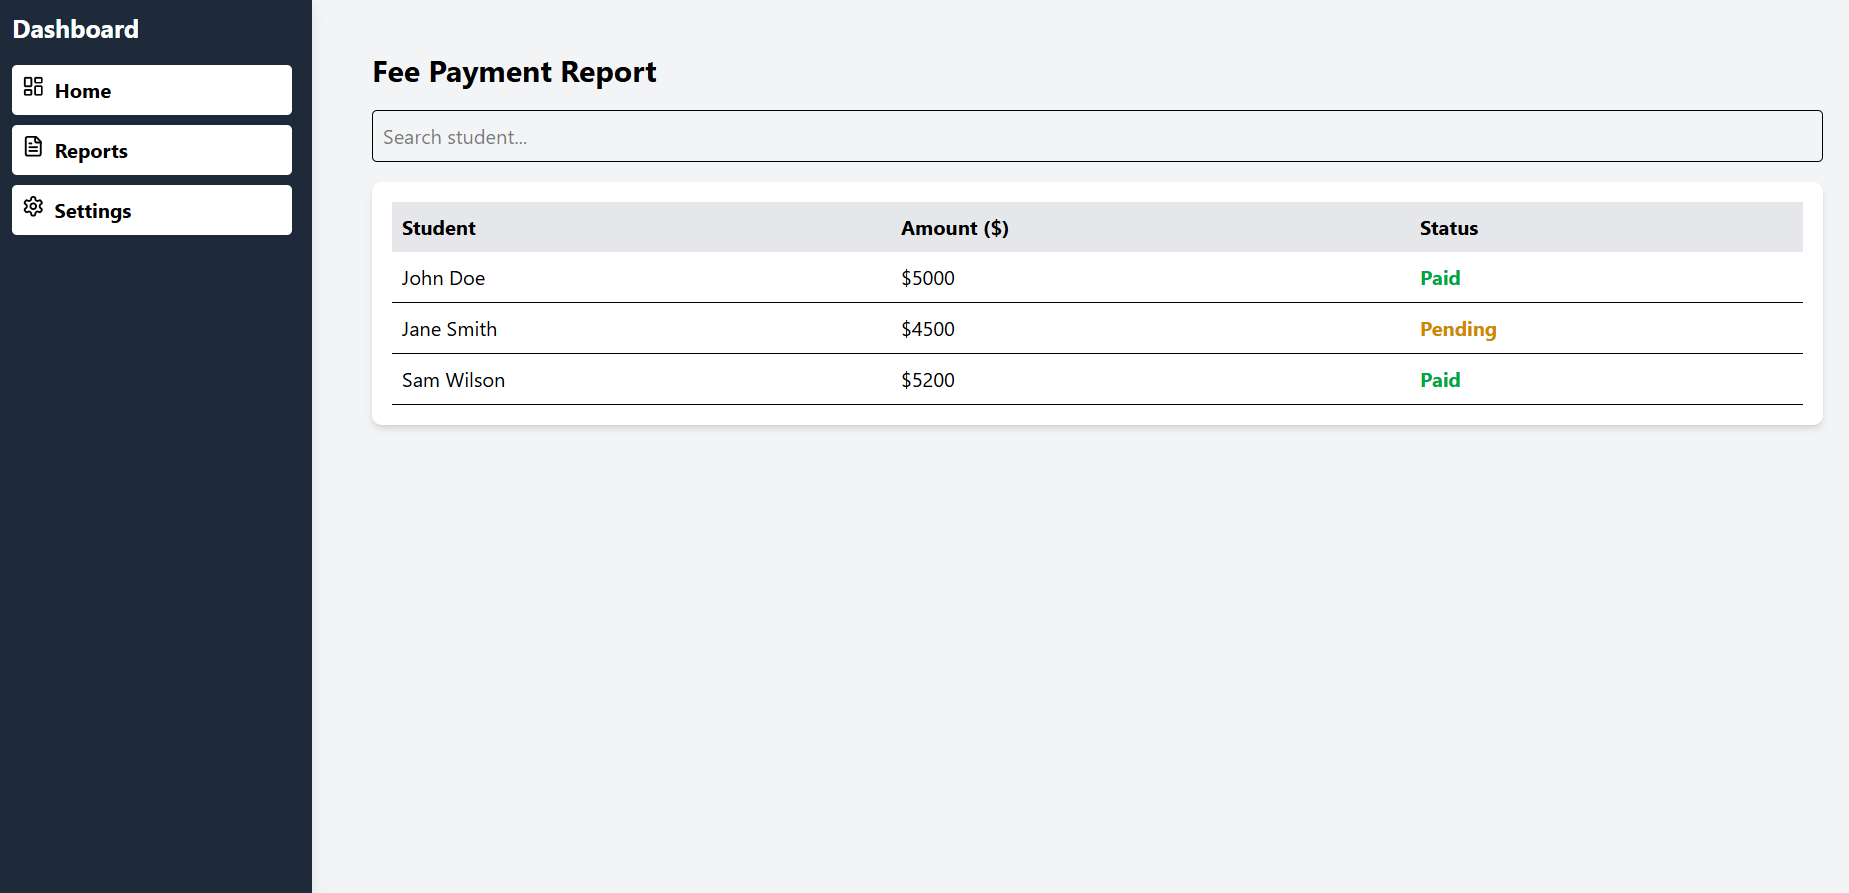 Dashboard
Home
Reports
Settings
Fee Payment Report
Search student...
Student Amount ($) Status
John Doe $5000 Paid
Jane Smith $4500 Pending
Sam Wilson $5200 Paid